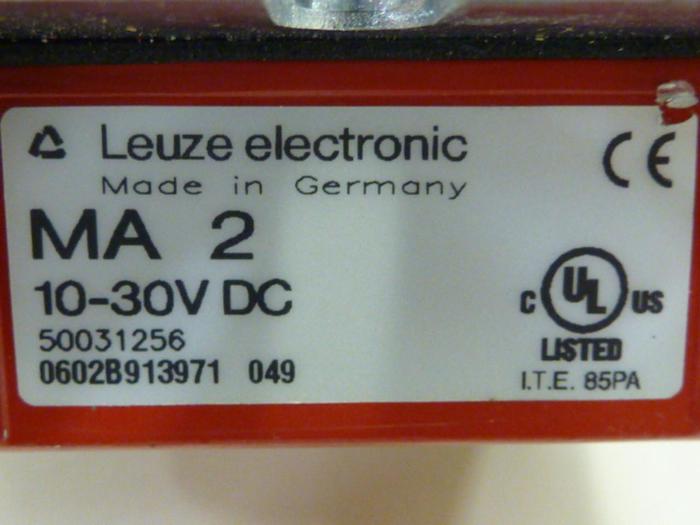 Leuze electronic
Made in Germany
CE
MA 2
10-30V DC
50031256
0602B913971 049
C UL US
LISTED
I.T.E. 85PA